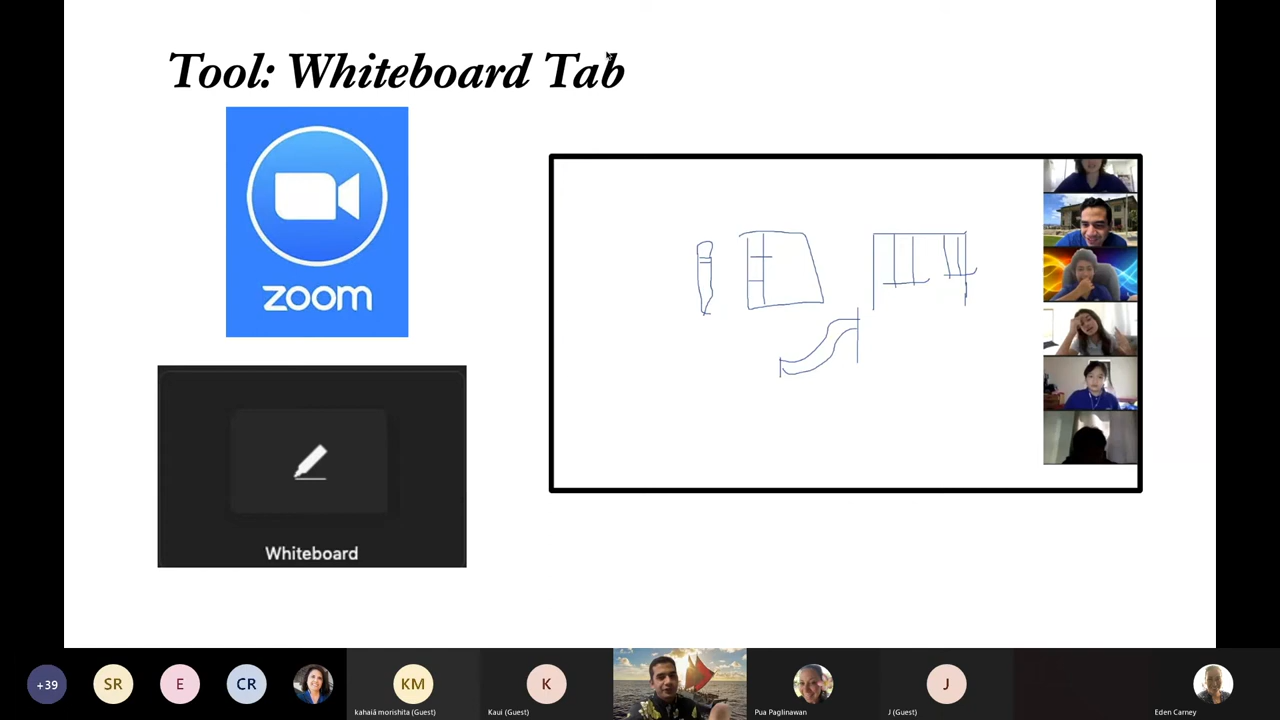 Tool: Whiteboard Tab
zoom
Whiteboard
+39
SR
E
CR
KM
kahaiā morishita (Guest)
K
Kaui (Guest)
Pua Paglinawan
J
J (Guest)
Eden Carney